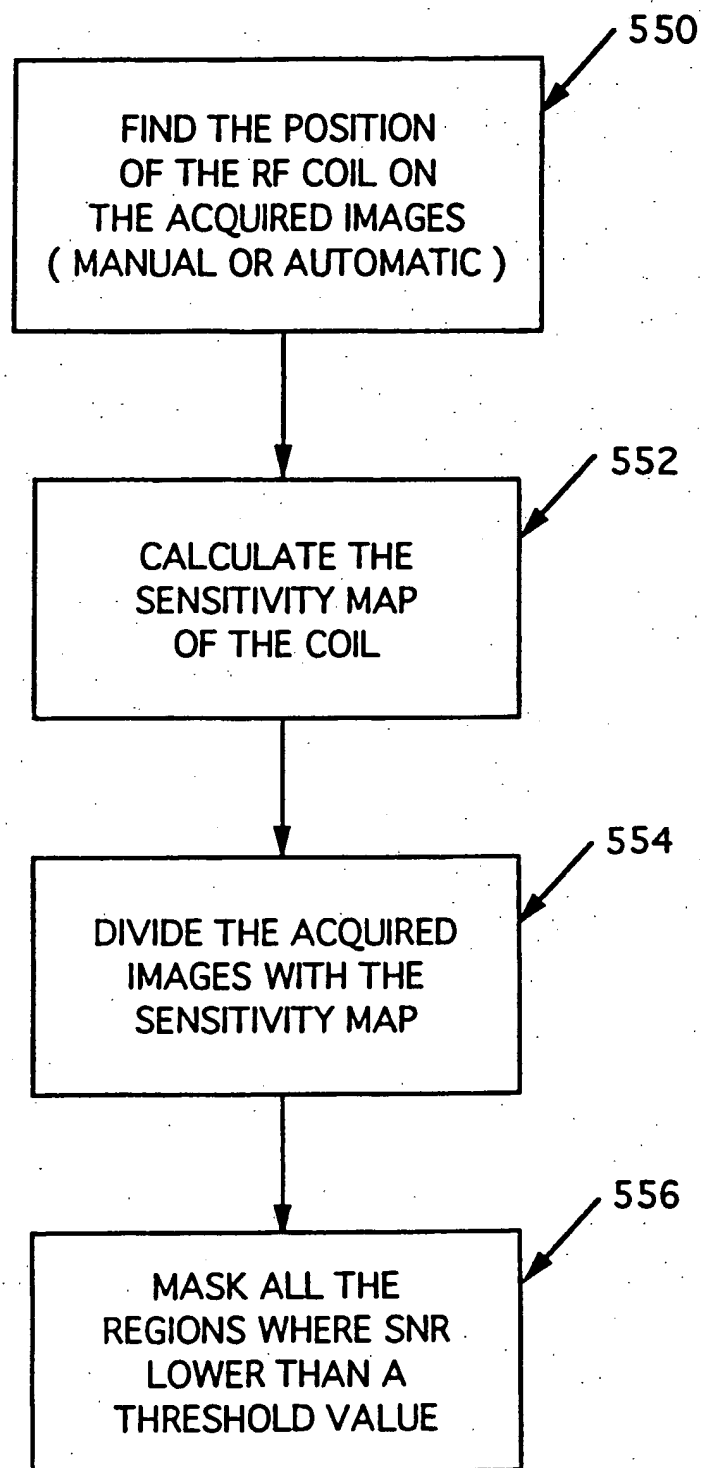 550
FIND THE POSITION
OF THE RF COIL ON
THE ACQUIRED IMAGES
( MANUAL OR AUTOMATIC )
552
CALCULATE THE
SENSITIVITY MAP
OF THE COIL
554
DIVIDE THE ACQUIRED
IMAGES WITH THE
SENSITIVITY MAP
556
MASK ALL THE
REGIONS WHERE SNR
LOWER THAN A
THRESHOLD VALUE